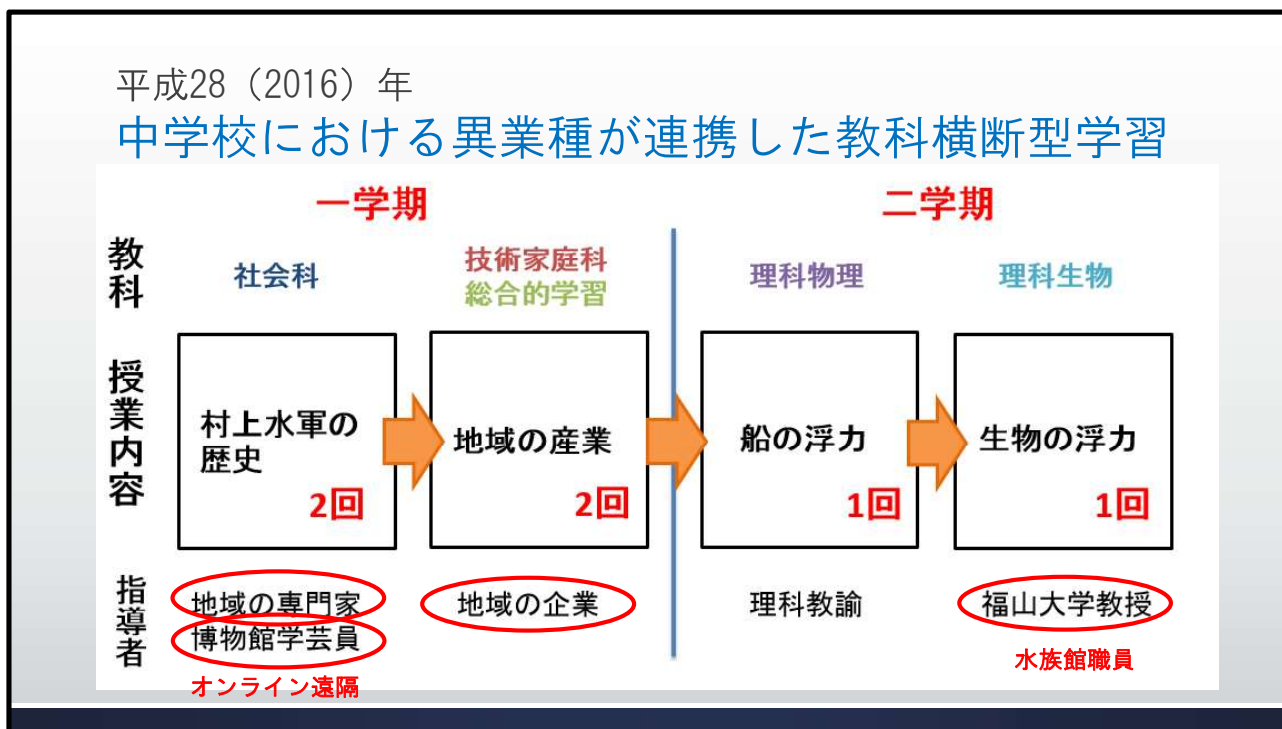 平成28（2016）年
中学校における異業種が連携した教科横断型学習
一学期
二学期
教科
社会科
技術家庭科
総合的学習
理科物理
理科生物
授業内容
村上水軍の
歴史
2回
地域の産業
2回
船の浮力
1回
生物の浮力
1回
指導者
地域の専門家
博物館学芸員
オンライン遠隔
地域の企業
理科教諭
福山大学教授
水族館職員